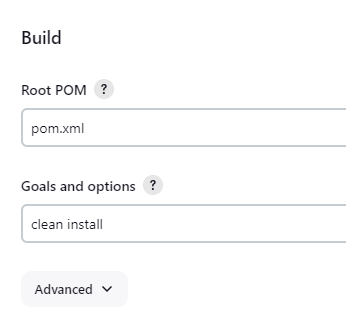 Build
Root POM ?
pom.xml
Goals and options ?
clean install
Advanced